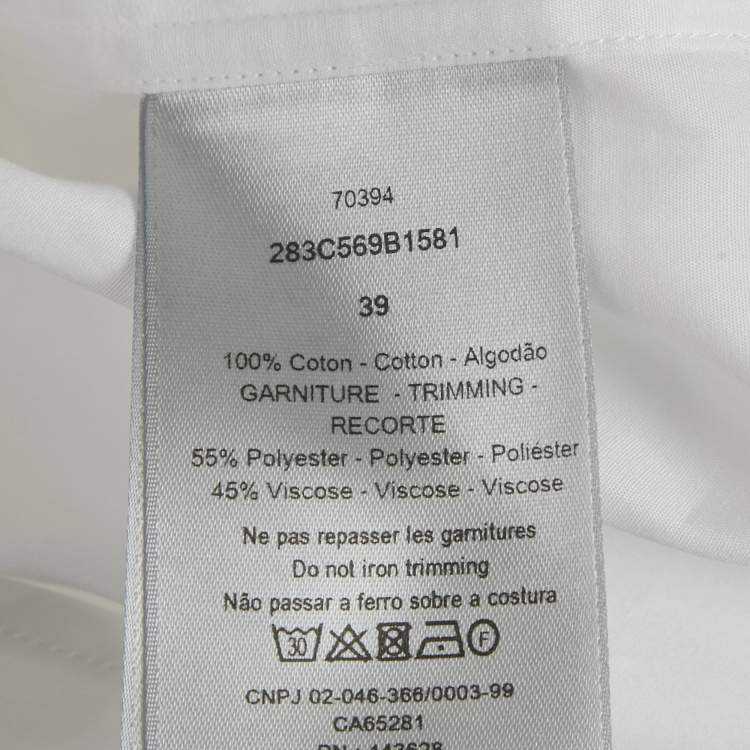 70394
283C569B1581
39
100% Coton - Cotton - Algodão
GARNITURE - TRIMMING -
RECORTE
55% Polyester - Polyester - Poliéster
45% Viscose - Viscose - Viscose
Ne pas repasser les garnitures
Do not iron trimming
Não passar a ferro sobre a costura
30 F
CNPJ 02-046-366/0003-99
CA65281
RN : 443628